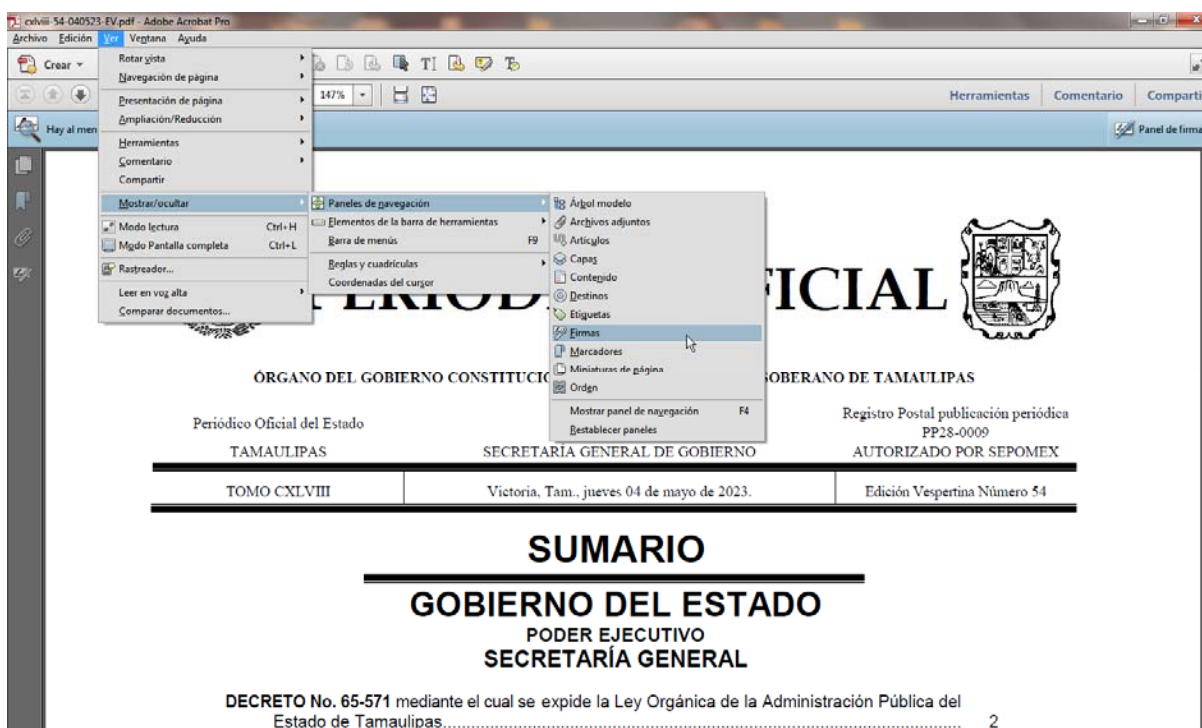 cxlviii-54-040523-EV.pdf - Adobe Acrobat Pro
Archivo Edición Ver Ventana Ayuda
Crear
147%
Herramientas Comentario Comparti
Hay al men
Panel de firma
Rotar vista
Navegación de página
Presentación de página
Ampliación/Reducción
Herramientas
Comentario
Compartir
Mostrar/ocultar
Modo lectura Ctrl+H
Modo Pantalla completa Ctrl+L
Rastreador...
Leer en voz alta
Comparar documentos...
Paneles de navegación
Elementos de la barra de herramientas
Barra de menús F9
Reglas y cuadrículas
Coordenadas del cursor
Árbol modelo
Archivos adjuntos
Artículos
Capas
Contenido
Destinos
Etiquetas
Firmas
Marcadores
Miniaturas de página
Orden
Mostrar panel de navegación F4
Restablecer paneles
PERIOD FICIAL
ÓRGANO DEL GOBIERNO CONSTITUCIO SOBERANO DE TAMAULIPAS
Periódico Oficial del Estado
Registro Postal publicación periódica
PP28-0009
TAMAULIPAS SECRETARÍA GENERAL DE GOBIERNO AUTORIZADO POR SEPOMEX
TOMO CXLVIII Victoria, Tam., jueves 04 de mayo de 2023. Edición Vespertina Número 54
SUMARIO
GOBIERNO DEL ESTADO
PODER EJECUTIVO
SECRETARÍA GENERAL
DECRETO No. 65-571 mediante el cual se expide la Ley Orgánica de la Administración Pública del
Estado de Tamaulipas.......... 2